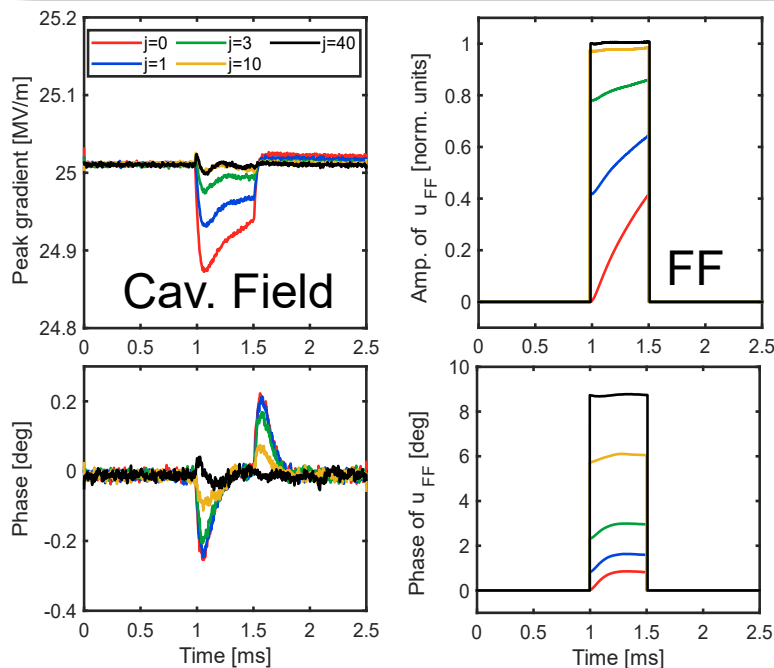 25.2
25.1
25
24.9
24.8
Peak gradient [MV/m]
j=0 j=3 j=40
j=1 j=10
Cav. Field
0 0.5 1 1.5 2 2.5
1
0.8
0.6
0.4
0.2
0
Amp. of u FF [norm. units]
FF
0 0.5 1 1.5 2 2.5
0.2
0
-0.2
-0.4
Phase [deg]
0 0.5 1 1.5 2 2.5
Time [ms]
10
8
6
4
2
0
Phase of u FF [deg]
0 0.5 1 1.5 2 2.5
Time [ms]